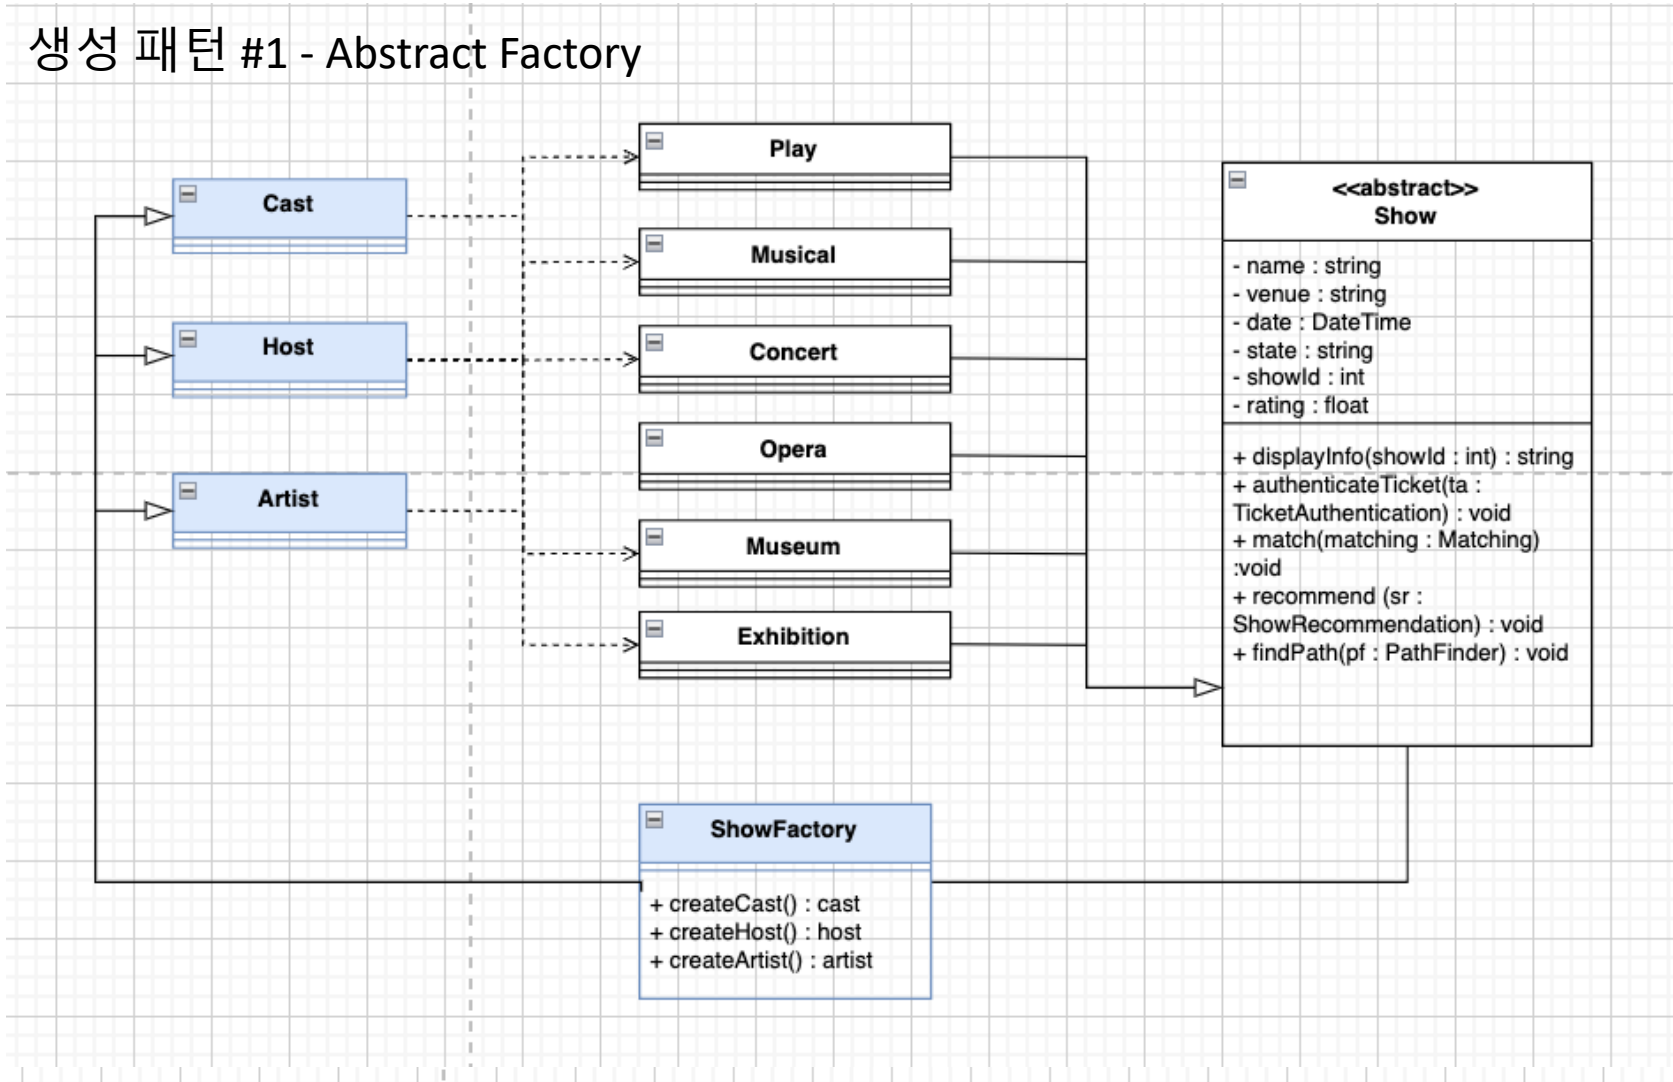 생성 패턴 #1 - Abstract Factory
Cast
Host
Artist
Play
Musical
Concert
Opera
Museum
Exhibition
<<abstract>>
Show
- name : string
- venue : string
- date : DateTime
- state : string
- showId : int
- rating : float
+ displayInfo(showId : int) : string
+ authenticateTicket(ta :
TicketAuthentication) : void
+ match(matching : Matching)
:void
+ recommend (sr :
ShowRecommendation) : void
+ findPath(pf : PathFinder) : void
ShowFactory
+ createCast() : cast
+ createHost() : host
+ createArtist() : artist